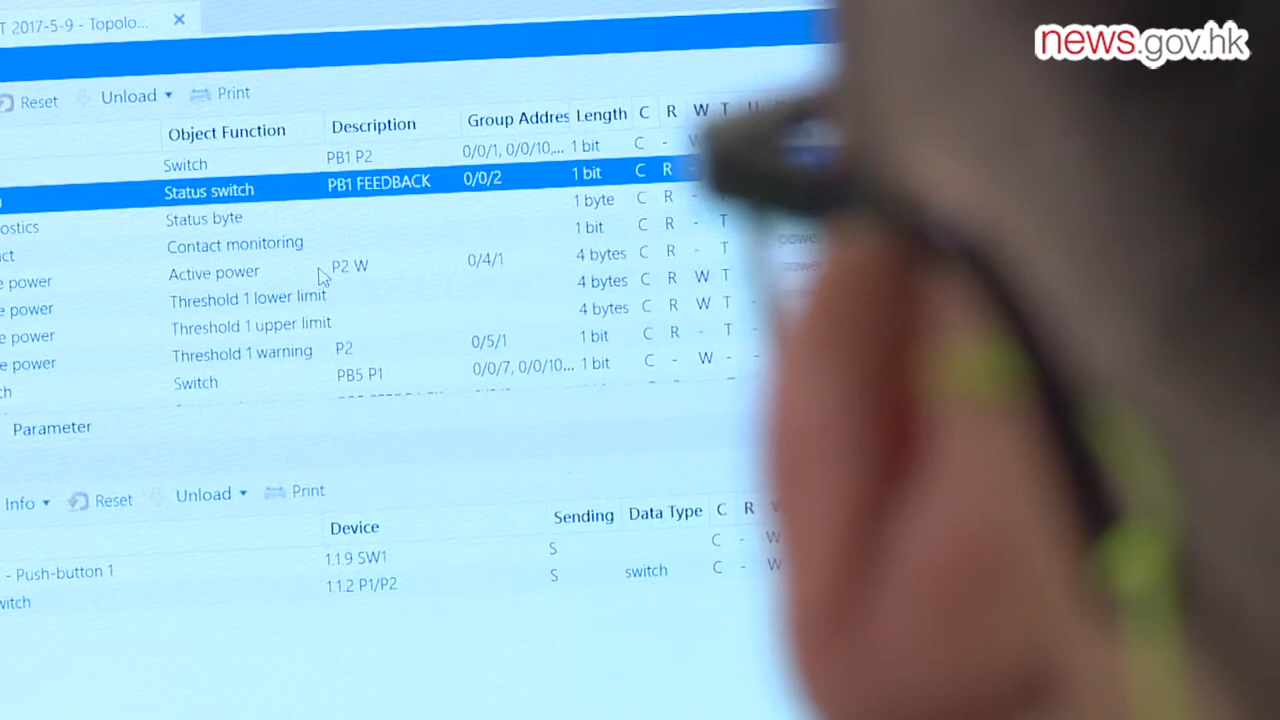 T 2017-5-9 - Topolo...
news.gov.hk
Reset Unload Print
Object Function Description Group Addres Length C R W T U
Switch PB1 P2 0/0/1, 0/0/10,... 1 bit C - W
Status switch PB1 FEEDBACK 0/0/2 1 bit C R -
ostics Status byte 1 byte C R - T
ct Contact monitoring 1 bit C R - T
e power Active power P2 W 0/4/1 4 bytes C R - T
e power Threshold 1 lower limit 4 bytes C R W T
e power Threshold 1 upper limit 4 bytes C R W T -
e power Threshold 1 warning P2 0/5/1 1 bit C R - T -
ch Switch PB5 P1 0/0/7, 0/0/10... 1 bit C - W - -
Parameter
Info Reset Unload Print
Device Sending Data Type C R
- Push-button 1 1.1.9 SW1 S C - W
witch 1.1.2 P1/P2 S switch C - W